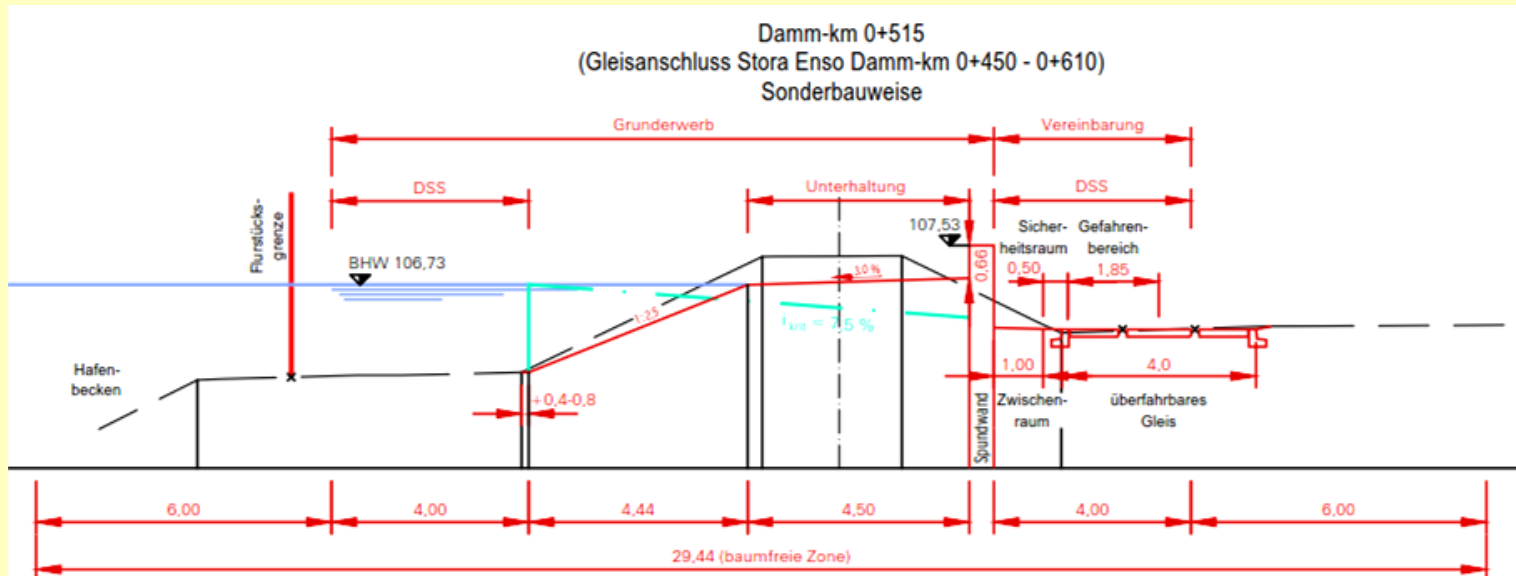 Damm-km 0+515
(Gleisanschluss Stora Enso Damm-km 0+450 - 0+610)
Sonderbauweise
Grunderwerb
Vereinbarung
DSS
Unterhaltung
DSS
Flurstücks-
grenze
BHW 106,73
107,53
0,66
Sicher-
heitsraum
Gefahren-
bereich
0,50
1,85
3.0 %
1:2.5
i krit = 7,5 %
Hafen-
becken
+0,4-0,8
1,00
4,0
Spundwand
Zwischen-
raum
überfahrbares
Gleis
6,00
4,00
4,44
4,50
4,00
6,00
29,44 (baumfreie Zone)